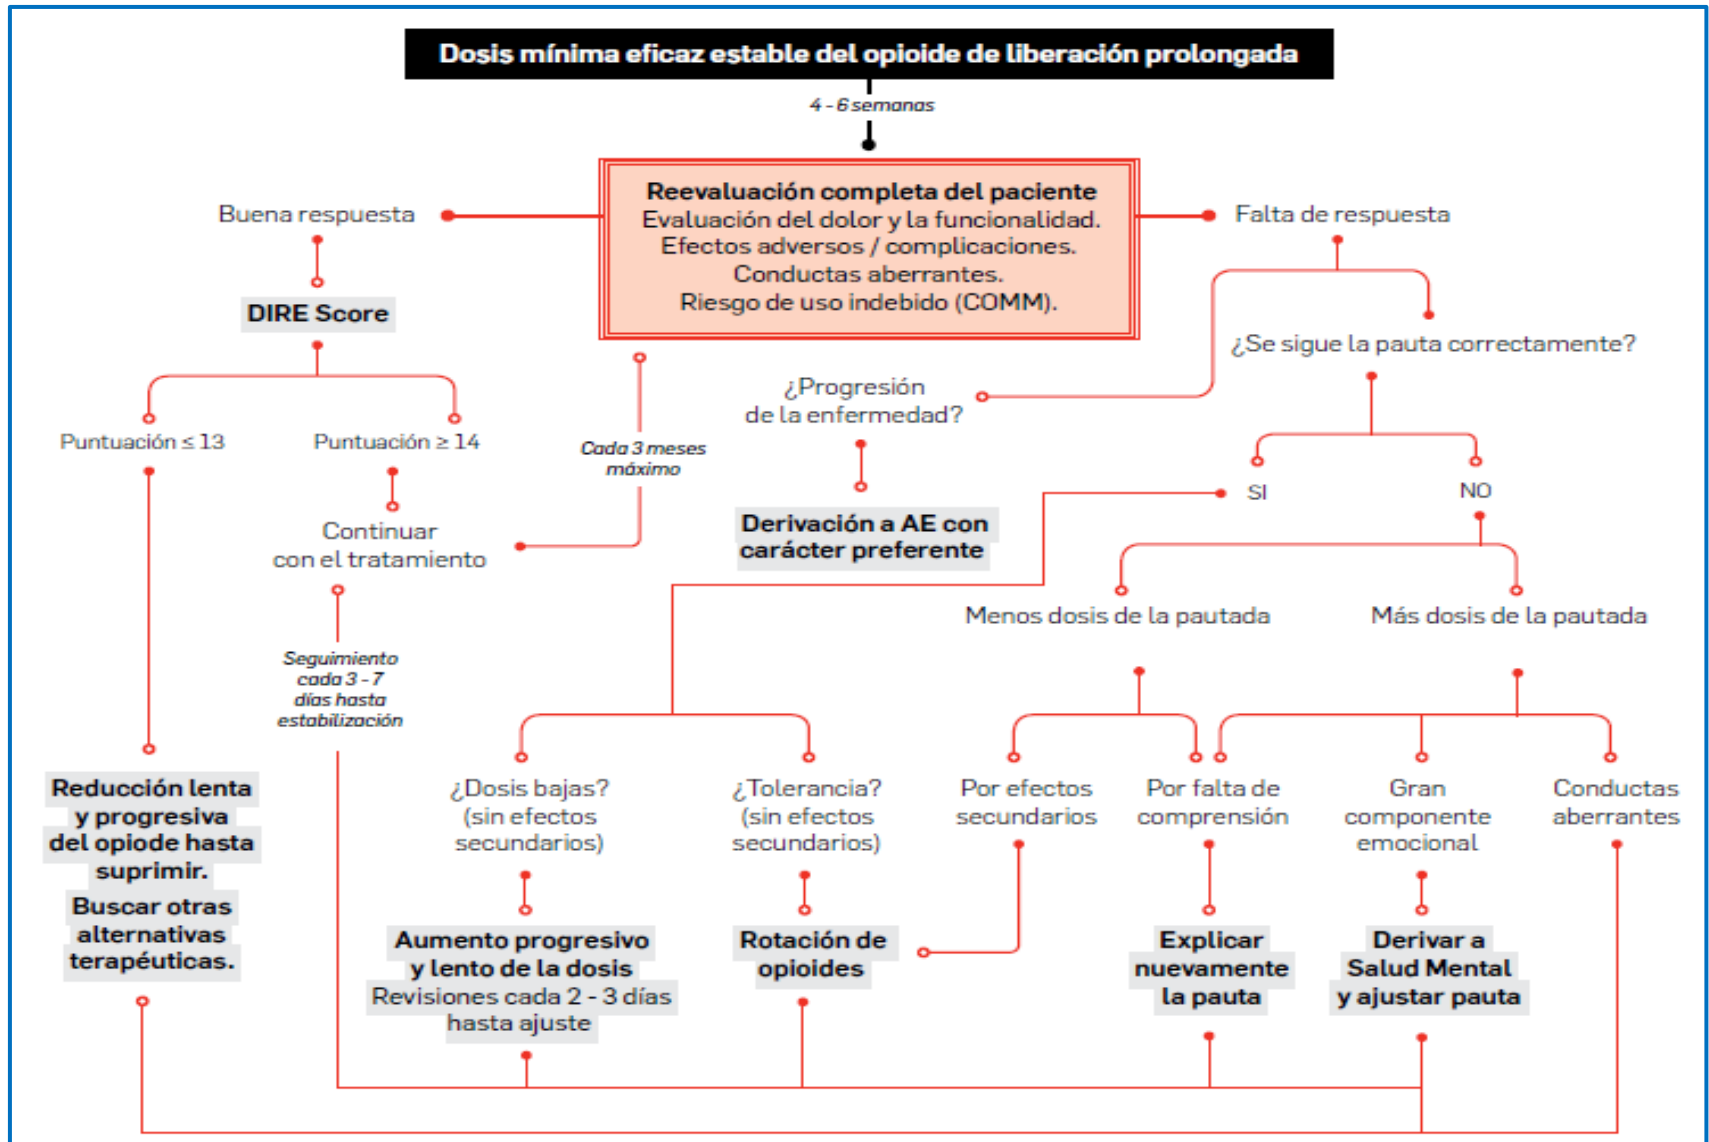 Dosis mínima eficaz estable del opioide de liberación prolongada
4 - 6 semanas
Reevaluación completa del paciente
Evaluación del dolor y la funcionalidad.
Efectos adversos / complicaciones.
Conductas aberrantes.
Riesgo de uso indebido (COMM).
Buena respuesta
Falta de respuesta
DIRE Score
¿Se sigue la pauta correctamente?
¿Progresión
de la enfermedad?
Puntuación ≤ 13
Puntuación ≥ 14
Cada 3 meses
máximo
SI
NO
Derivación a AE con
carácter preferente
Continuar
con el tratamiento
Menos dosis de la pautada
Más dosis de la pautada
Seguimiento
cada 3 - 7
días hasta
estabilización
Reducción lenta
y progresiva
del opiode hasta
suprimir.
Buscar otras
alternativas
terapéuticas.
¿Dosis bajas?
(sin efectos
secundarios)
¿Tolerancia?
(sin efectos
secundarios)
Por efectos
secundarios
Por falta de
comprensión
Gran
componente
emocional
Conductas
aberrantes
Aumento progresivo
y lento de la dosis
Revisiones cada 2 - 3 días
hasta ajuste
Rotación de
opioides
Explicar
nuevamente
la pauta
Derivar a
Salud Mental
y ajustar pauta